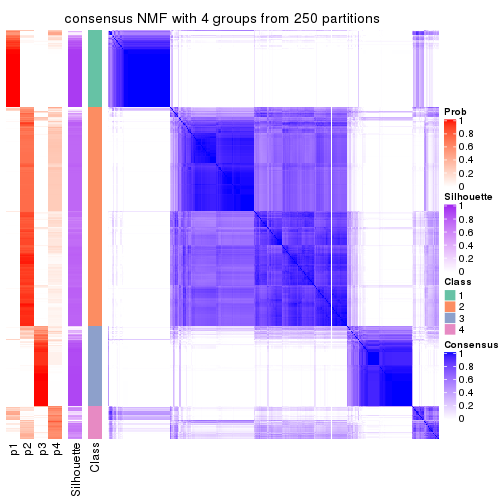 consensus NMF with 4 groups from 250 partitions
Prob
1
0.8
0.6
0.4
0.2
0
Silhouette
1
0.8
0.6
0.4
0.2
0
Class
1
2
3
4
Consensus
1
0.8
0.6
0.4
0.2
0
p1
p2
p3
p4
Silhouette
Class